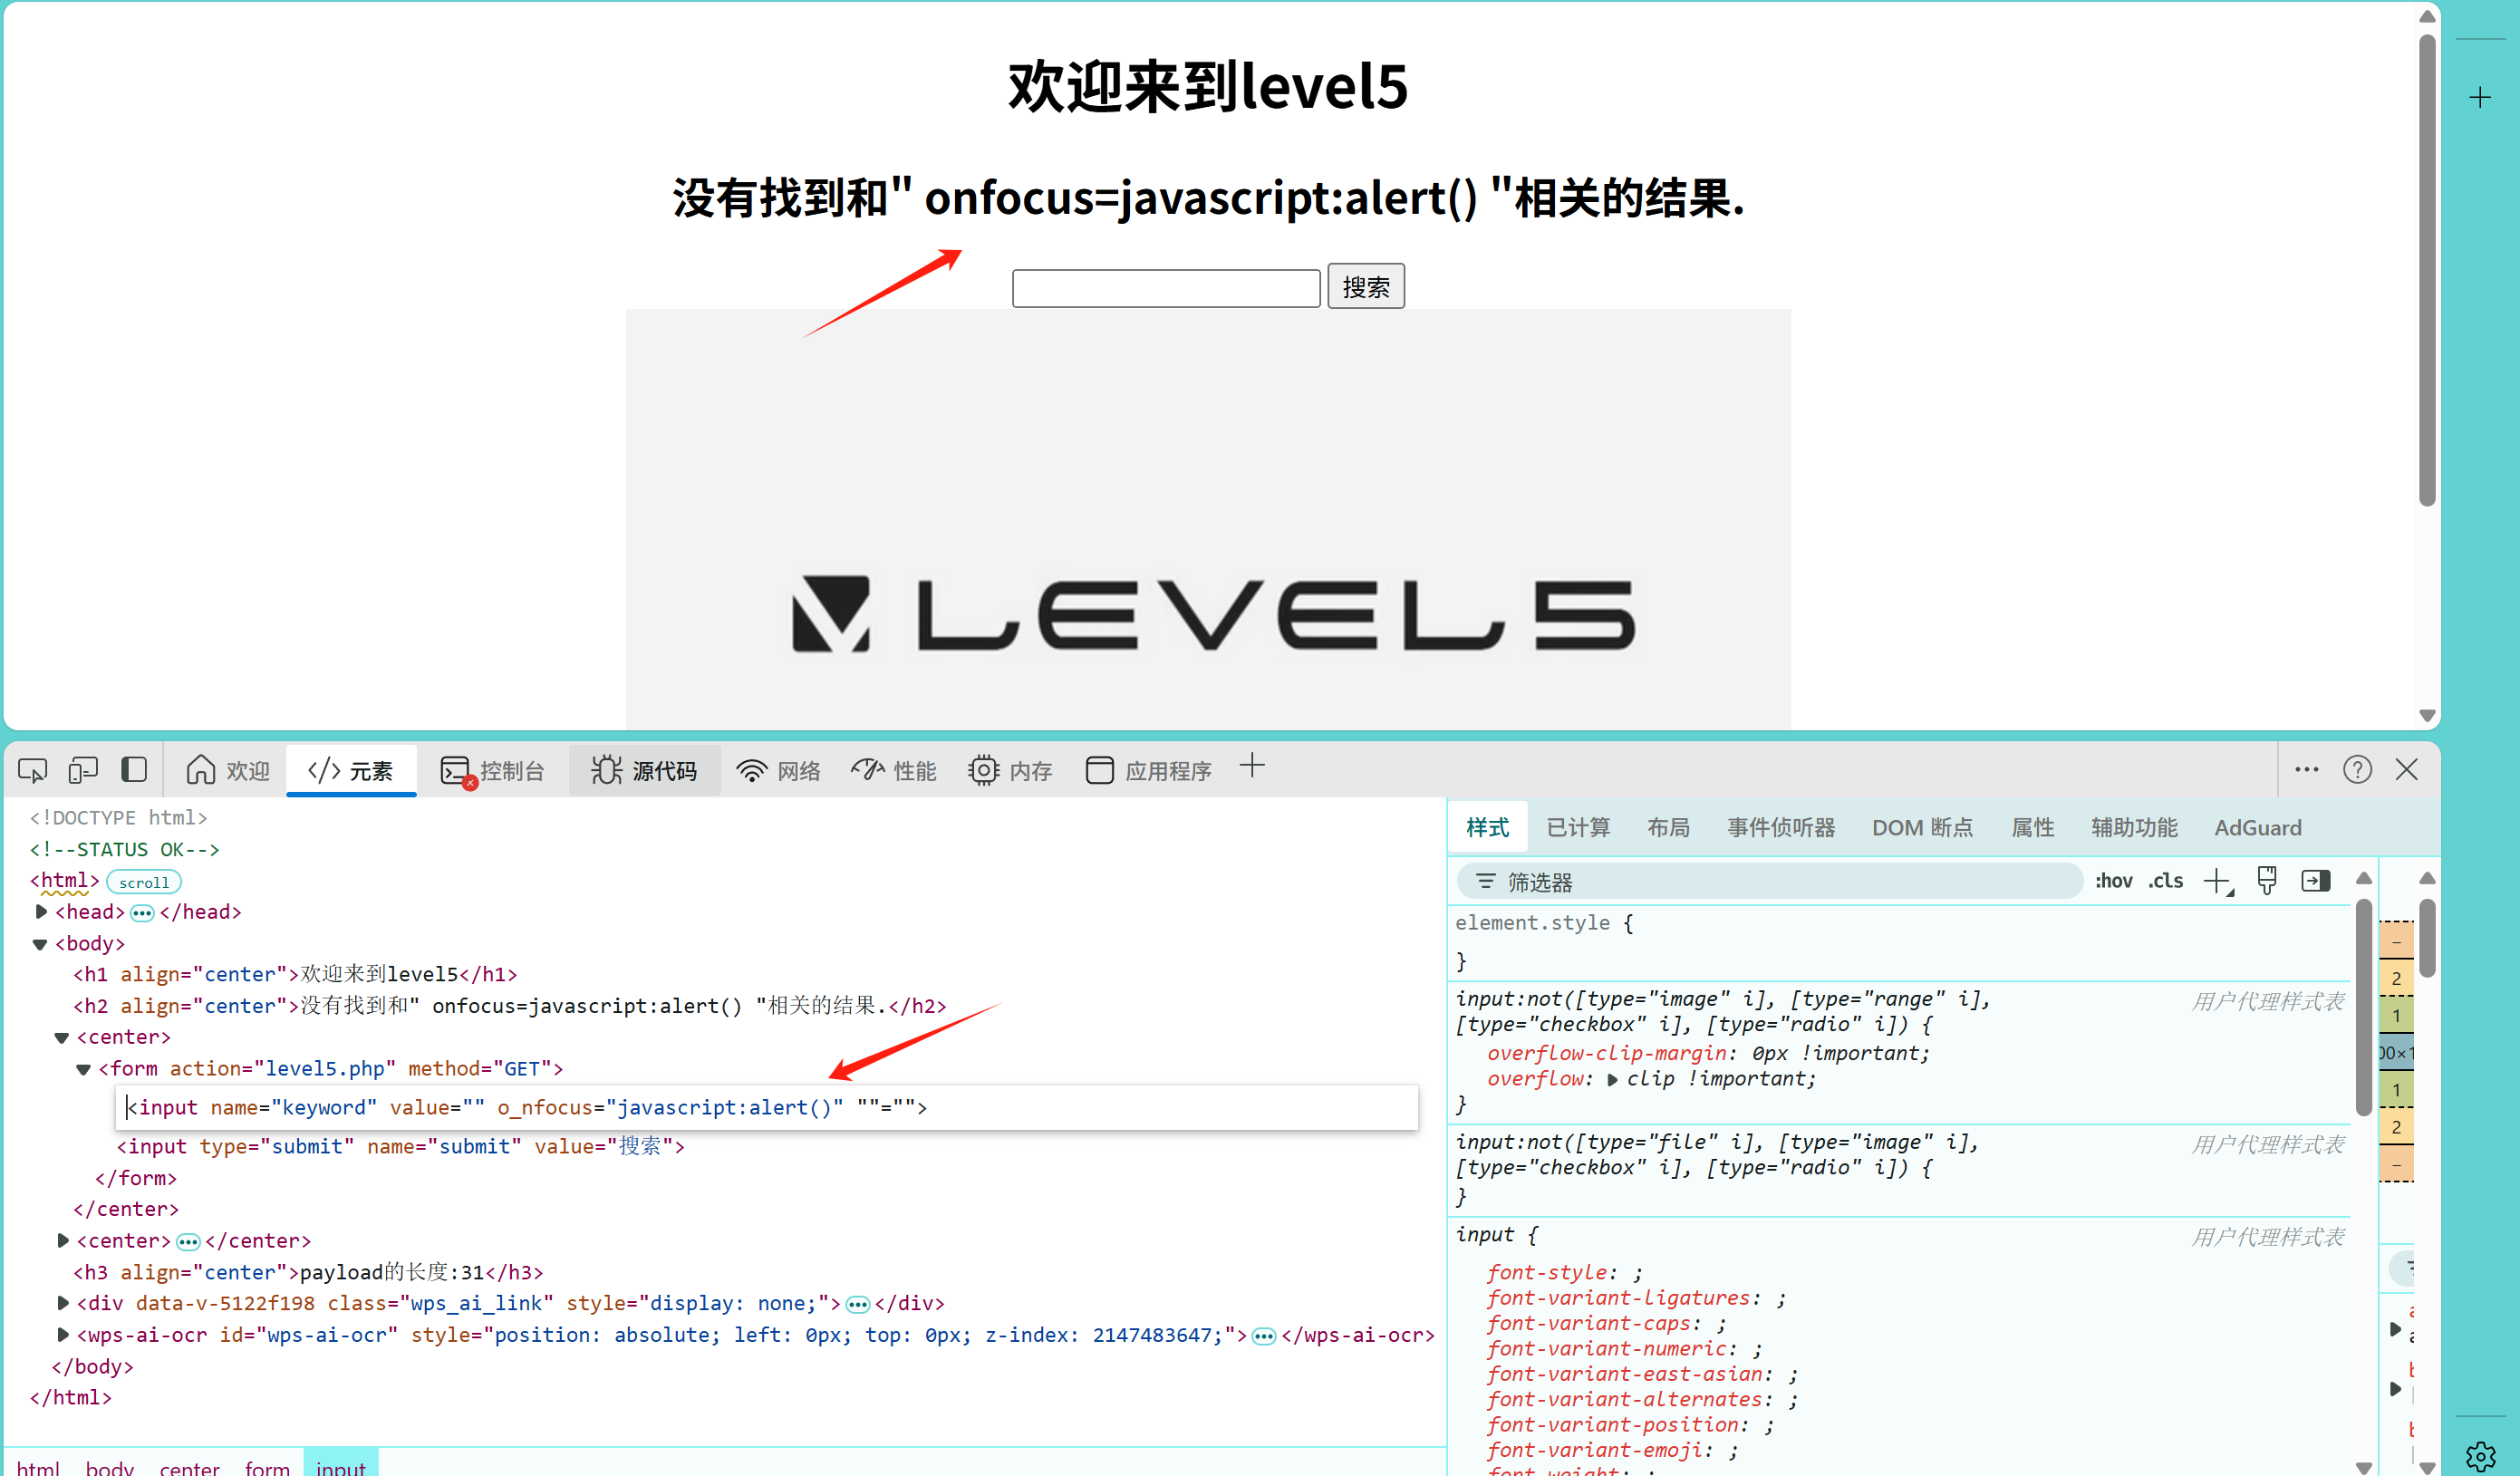 欢迎来到level5
没有找到和" onfocus=javascript:alert() "相关的结果.
搜索
LEVEL5
欢迎
</> 元素
控制台
源代码
网络
性能
内存
应用程序
<!DOCTYPE html>
<!--STATUS OK-->
<html> scroll
<head> ••• </head>
<body>
<h1 align="center">欢迎来到level5</h1>
<h2 align="center">没有找到和" onfocus=javascript:alert() "相关的结果.</h2>
<center>
<form action="level5.php" method="GET">
<input name="keyword" value="" o_nfocus="javascript:alert()" ""="">
<input type="submit" name="submit" value="搜索">
</form>
</center>
<center> ••• </center>
<h3 align="center">payload的长度:31</h3>
<div data-v-5122f198 class="wps_ai_link" style="display: none;"> ••• </div>
<wps-ai-ocr id="wps-ai-ocr" style="position: absolute; left: 0px; top: 0px; z-index: 2147483647;"> ••• </wps-ai-ocr>
</body>
</html>
html body center form input
样式 已计算 布局 事件侦听器 DOM 断点 属性 辅助功能 AdGuard
筛选器 :hov .cls
element.style {
}
input:not([type="image" i], [type="range" i], 用户代理样式表
[type="checkbox" i], [type="radio" i]) {
overflow-clip-margin: 0px !important;
overflow: clip !important;
}
input:not([type="file" i], [type="image" i], 用户代理样式表
[type="checkbox" i], [type="radio" i]) {
}
input { 用户代理样式表
font-style: ;
font-variant-ligatures: ;
font-variant-caps: ;
font-variant-numeric: ;
font-variant-east-asian: ;
font-variant-alternates: ;
font-variant-position: ;
font-variant-emoji: ;
font-weight: ;
–
2
1
1
2
–